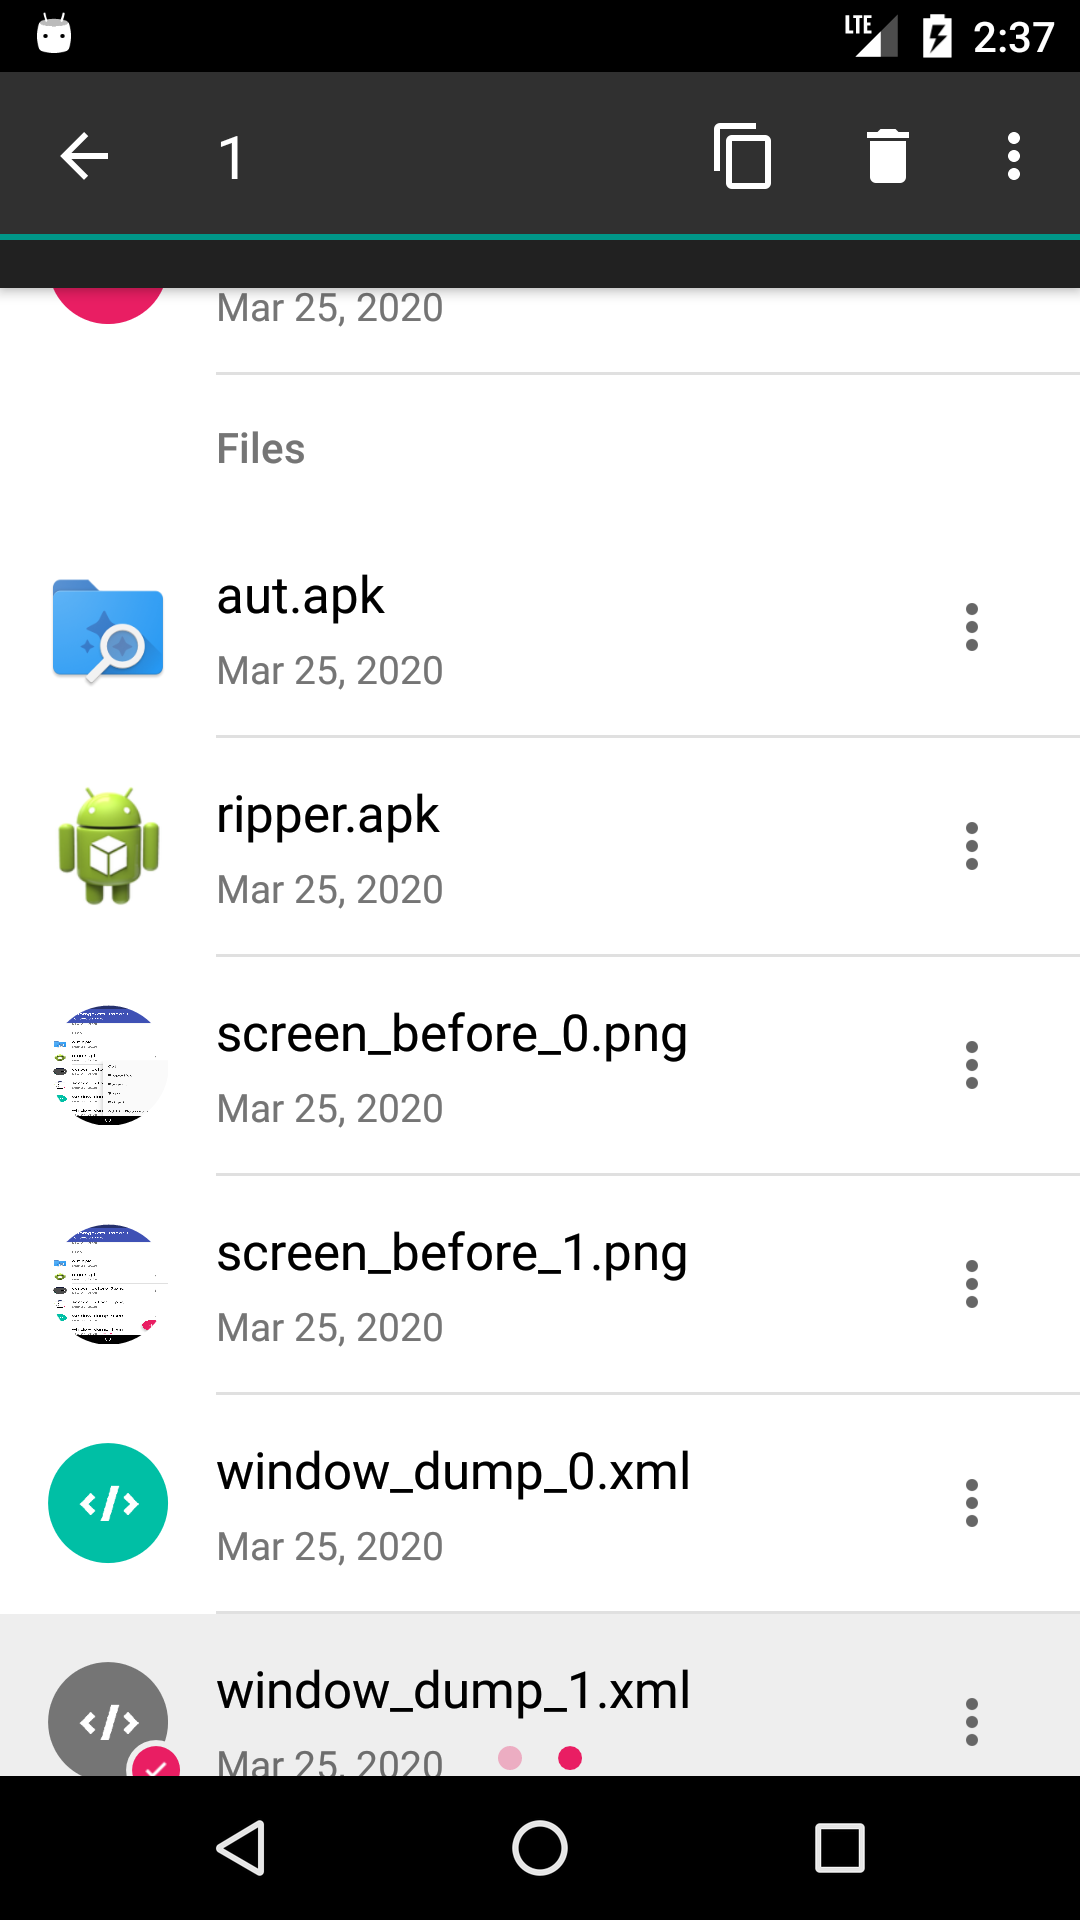 LTE 2:37
1
Mar 25, 2020
Files
aut.apk
Mar 25, 2020
ripper.apk
Mar 25, 2020
screen_before_0.png
Mar 25, 2020
screen_before_1.png
Mar 25, 2020
window_dump_0.xml
Mar 25, 2020
window_dump_1.xml
Mar 25, 2020